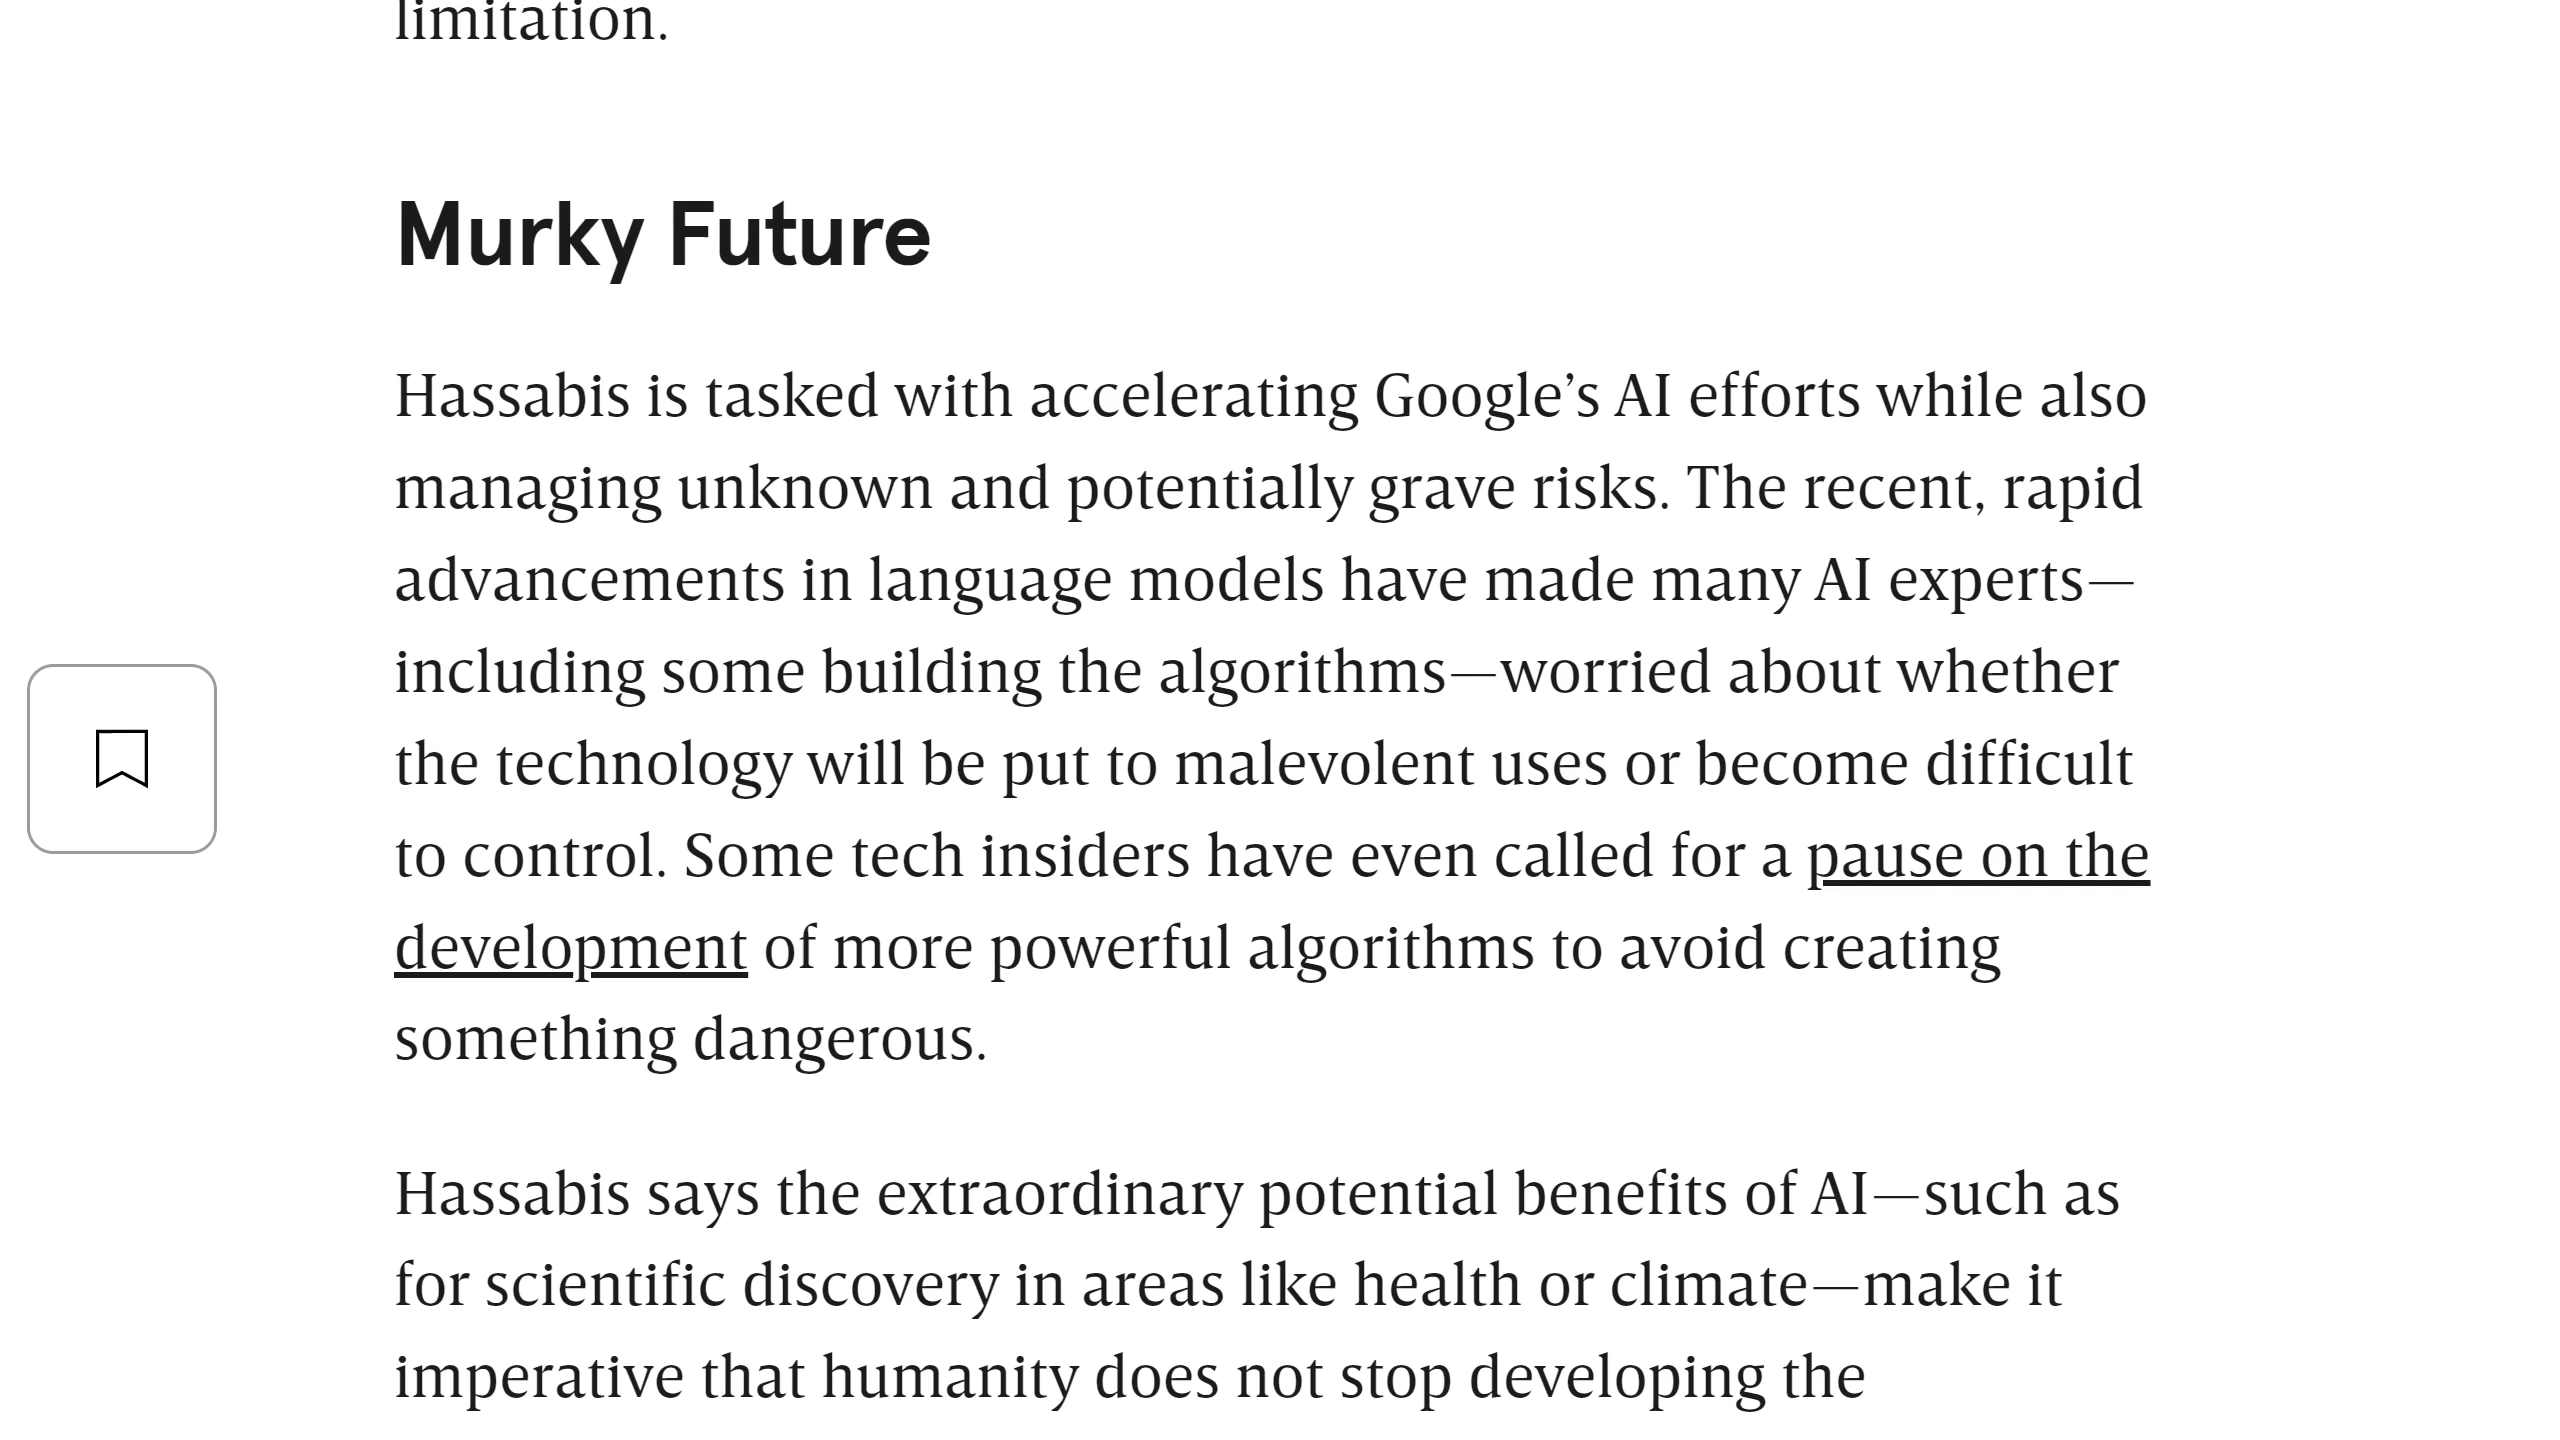 limitation.
Murky Future
Hassabis is tasked with accelerating Google’s AI efforts while also
managing unknown and potentially grave risks. The recent, rapid
advancements in language models have made many AI experts—
including some building the algorithms—worried about whether
the technology will be put to malevolent uses or become difficult
to control. Some tech insiders have even called for a pause on the
development of more powerful algorithms to avoid creating
something dangerous.
Hassabis says the extraordinary potential benefits of AI—such as
for scientific discovery in areas like health or climate—make it
imperative that humanity does not stop developing the